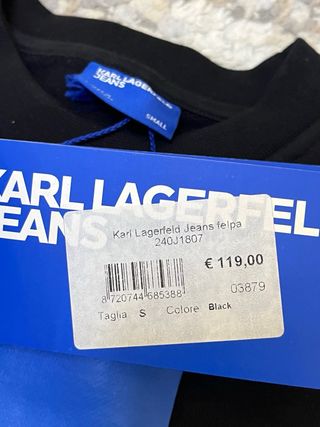 KARL LAGERFELD
JEANS
SMALL
KARL LAGERFEL
JEANS
Karl Lagerfeld Jeans felpa
240J1807
€ 119,00
8 720744 685388
03879
Taglia S Colore Black